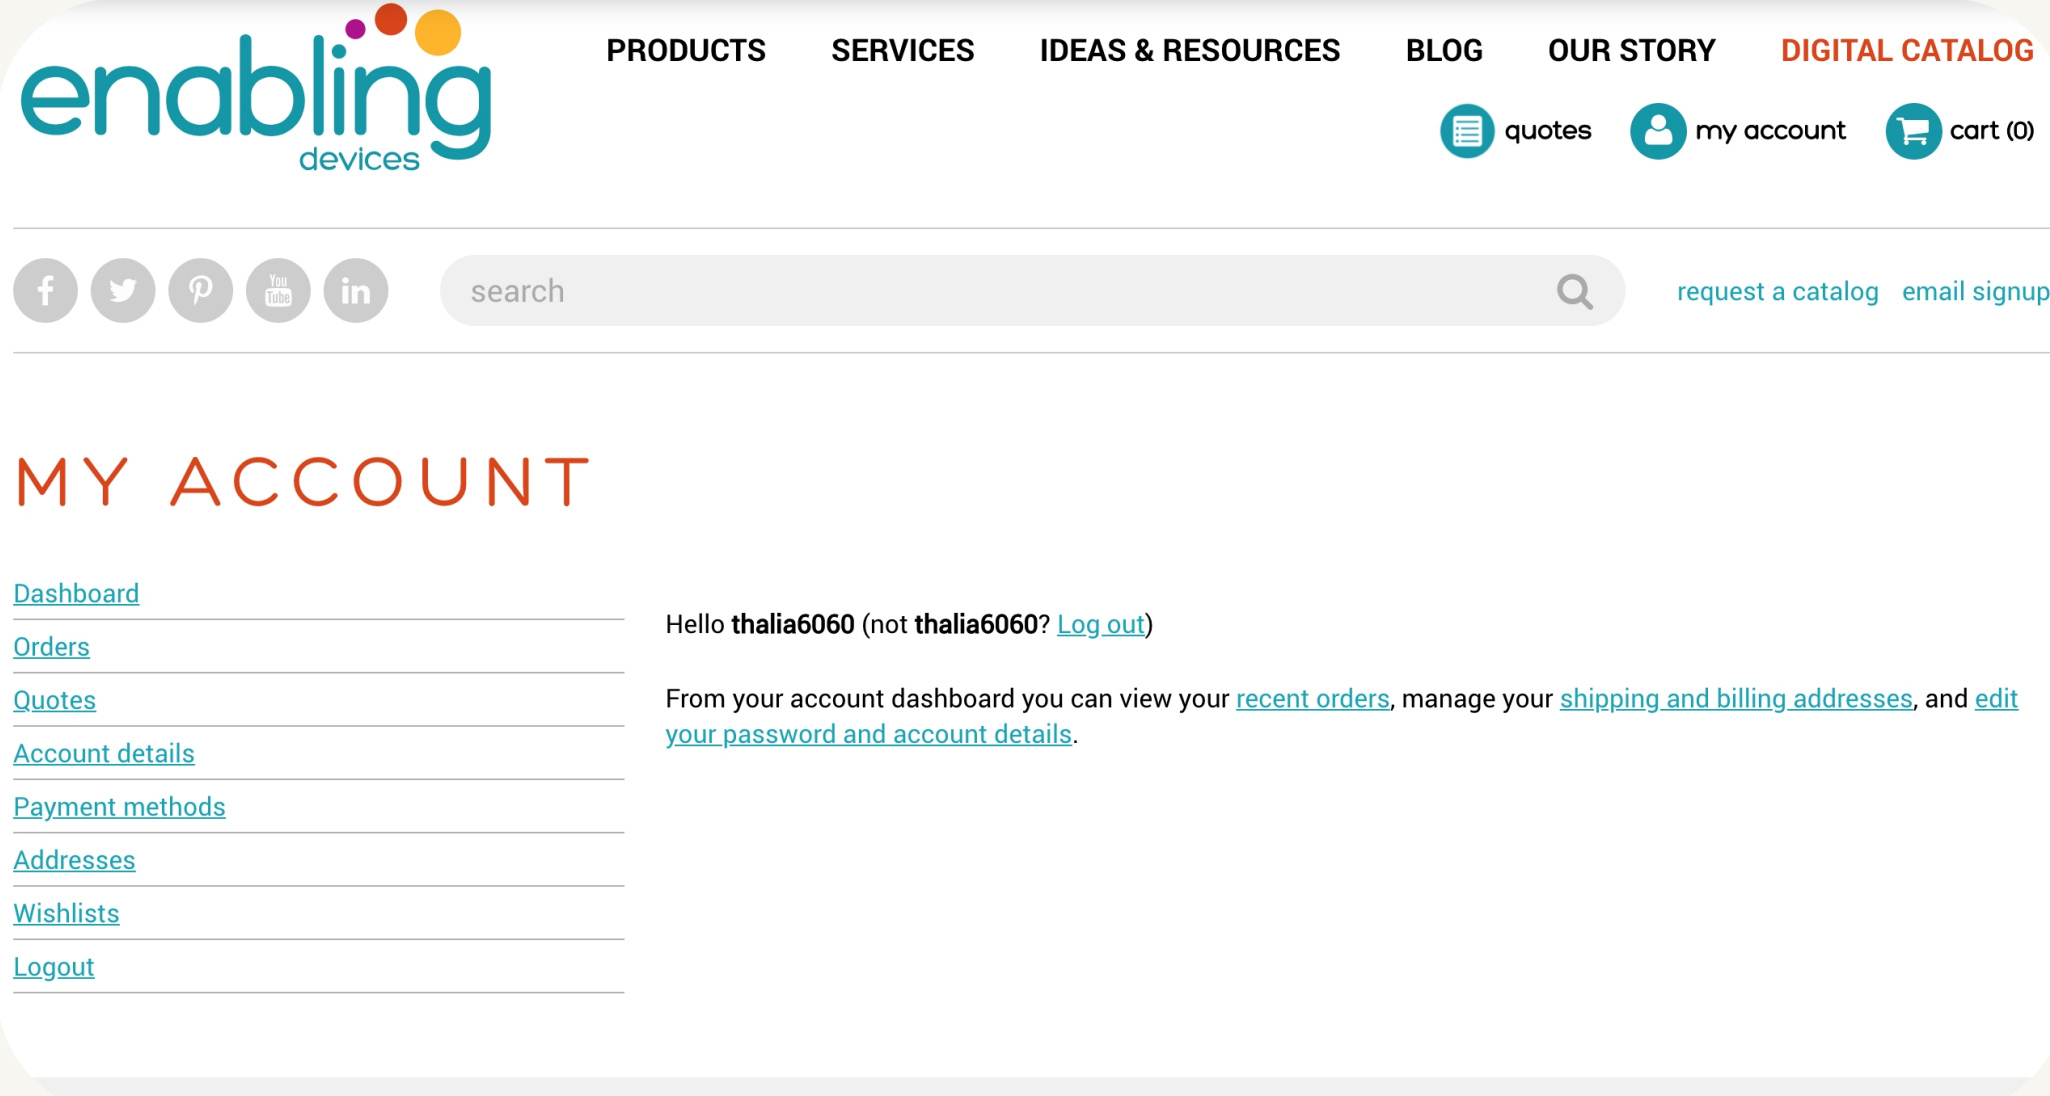 enabling
devices
PRODUCTS SERVICES IDEAS & RESOURCES BLOG OUR STORY DIGITAL CATALOG
quotes my account cart (0)
f You Tube in search request a catalog email signup
MY ACCOUNT
Dashboard
Orders
Quotes
Account details
Payment methods
Addresses
Wishlists
Logout
Hello thalia6060 (not thalia6060? Log out)
From your account dashboard you can view your recent orders, manage your shipping and billing addresses, and edit
your password and account details.